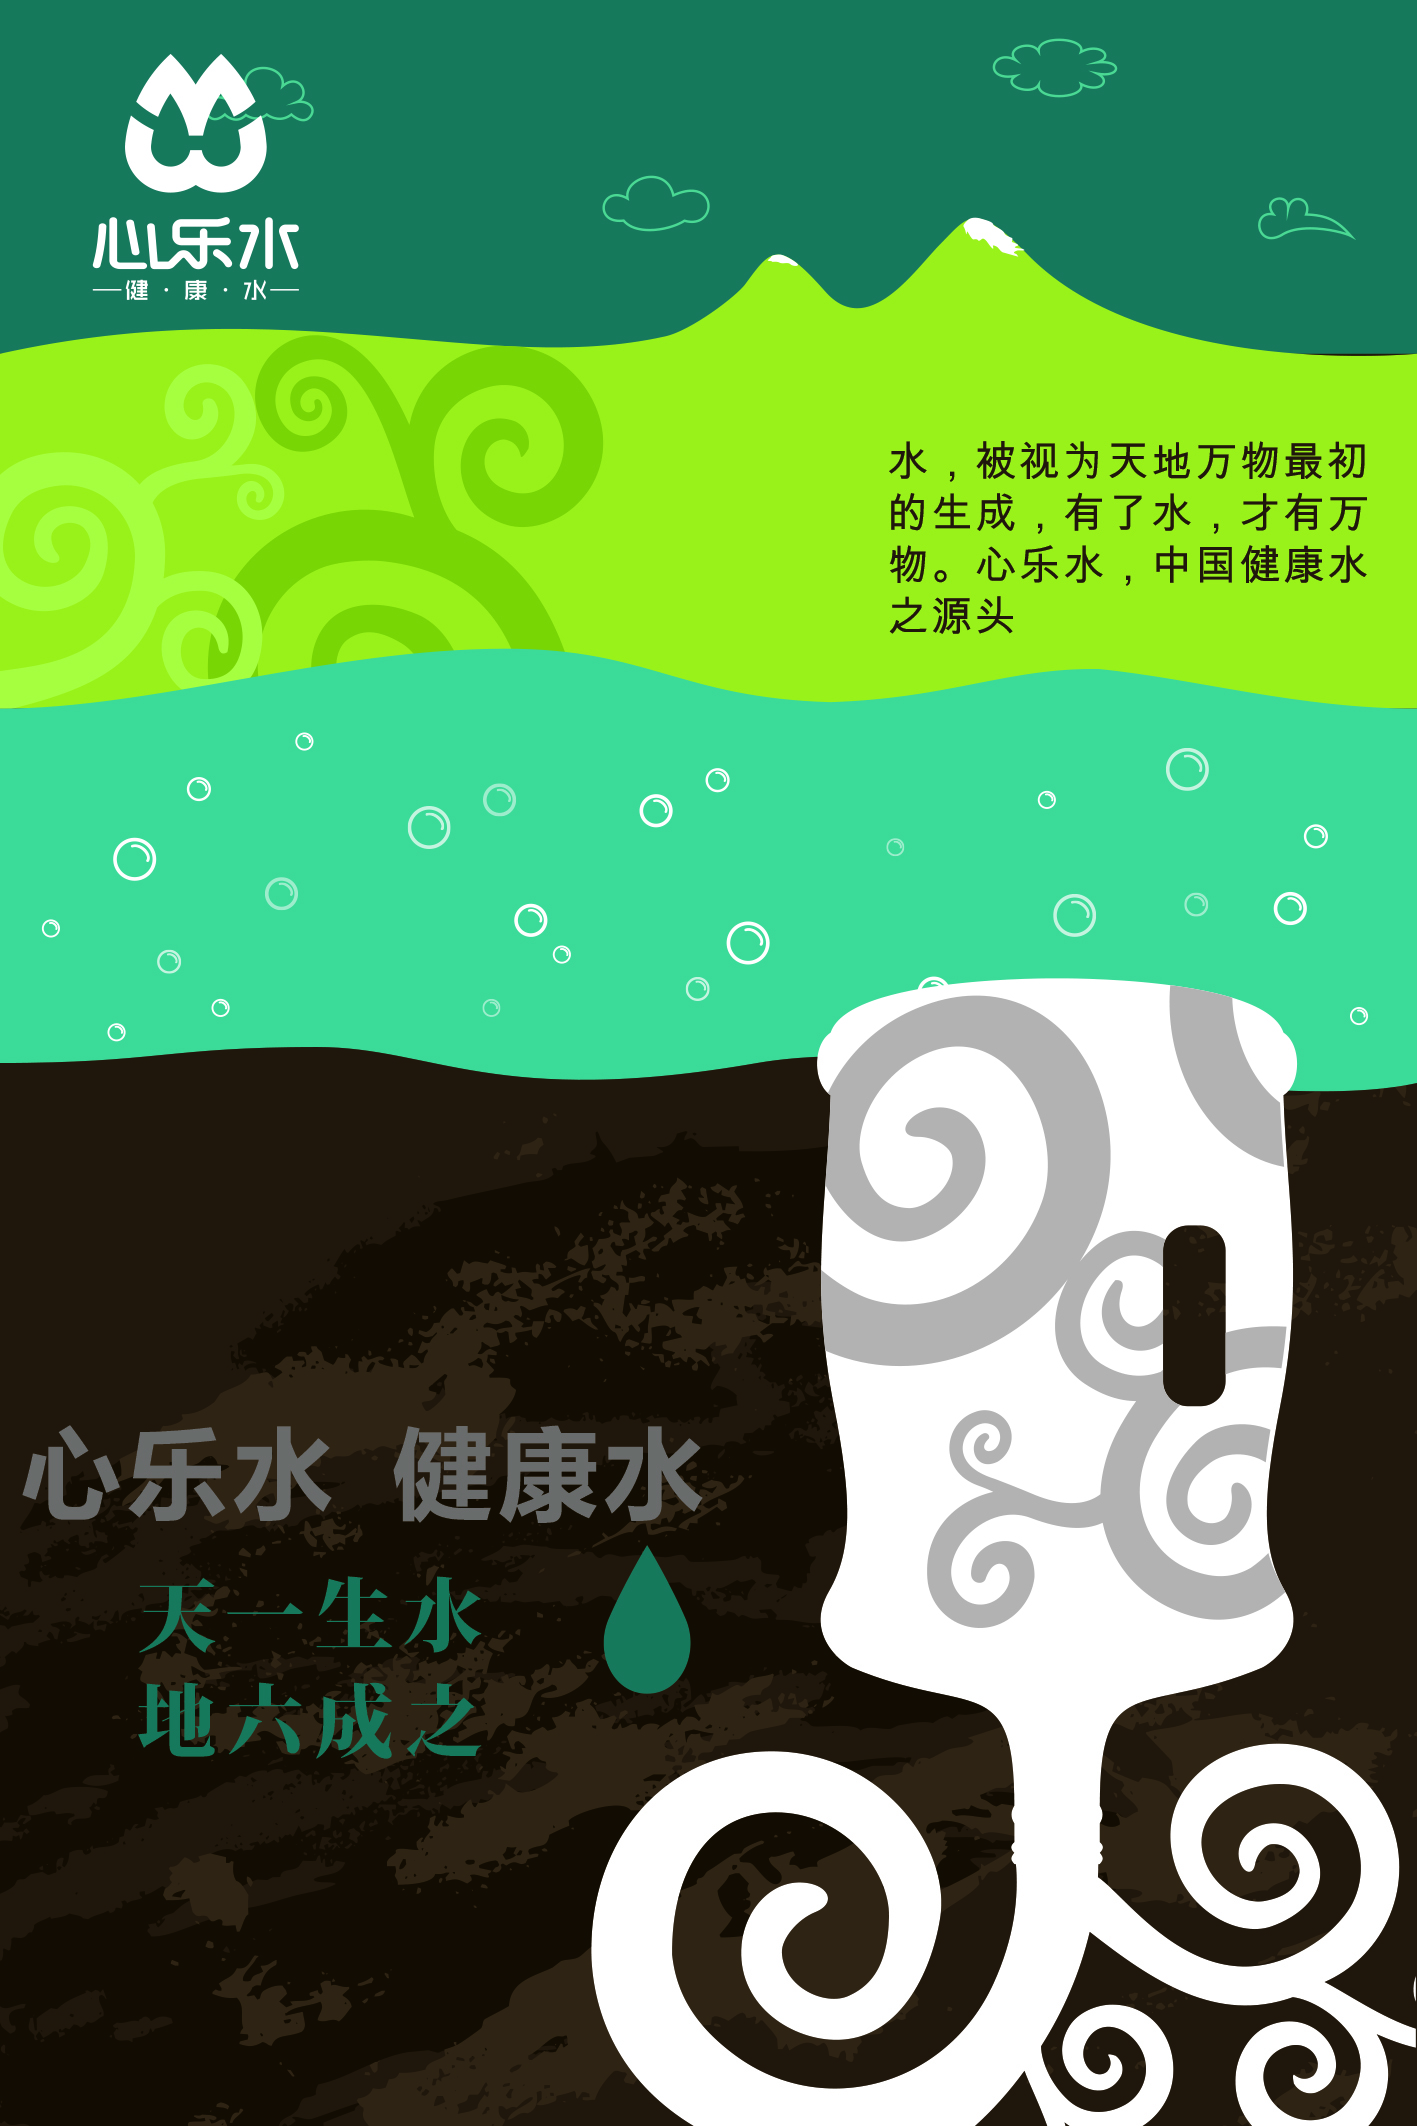 心乐水
健·康·水
水，被视为天地万物最初
的生成，有了水，才有万
物。心乐水，中国健康水
之源头
心乐水 健康水
天一生水
地六成之